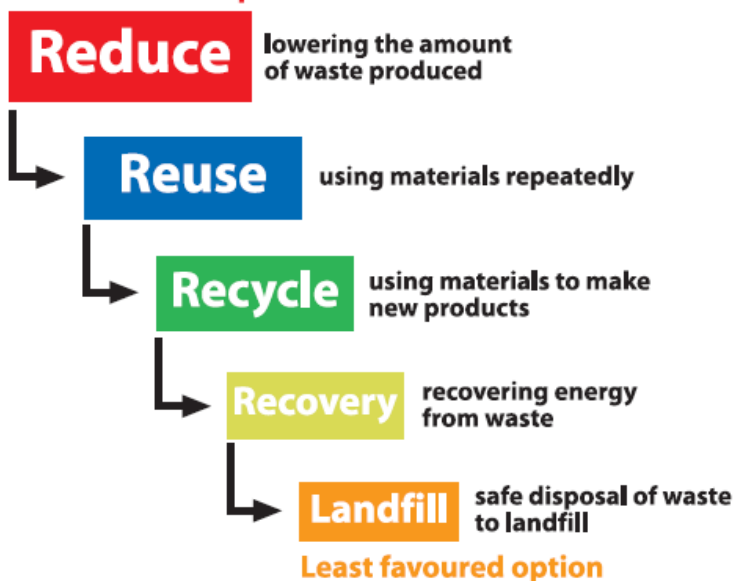 Reduce
lowering the amount
of waste produced
Reuse
using materials repeatedly
Recycle
using materials to make
new products
Recovery
recovering energy
from waste
Landfill
safe disposal of waste
to landfill
Least favoured option